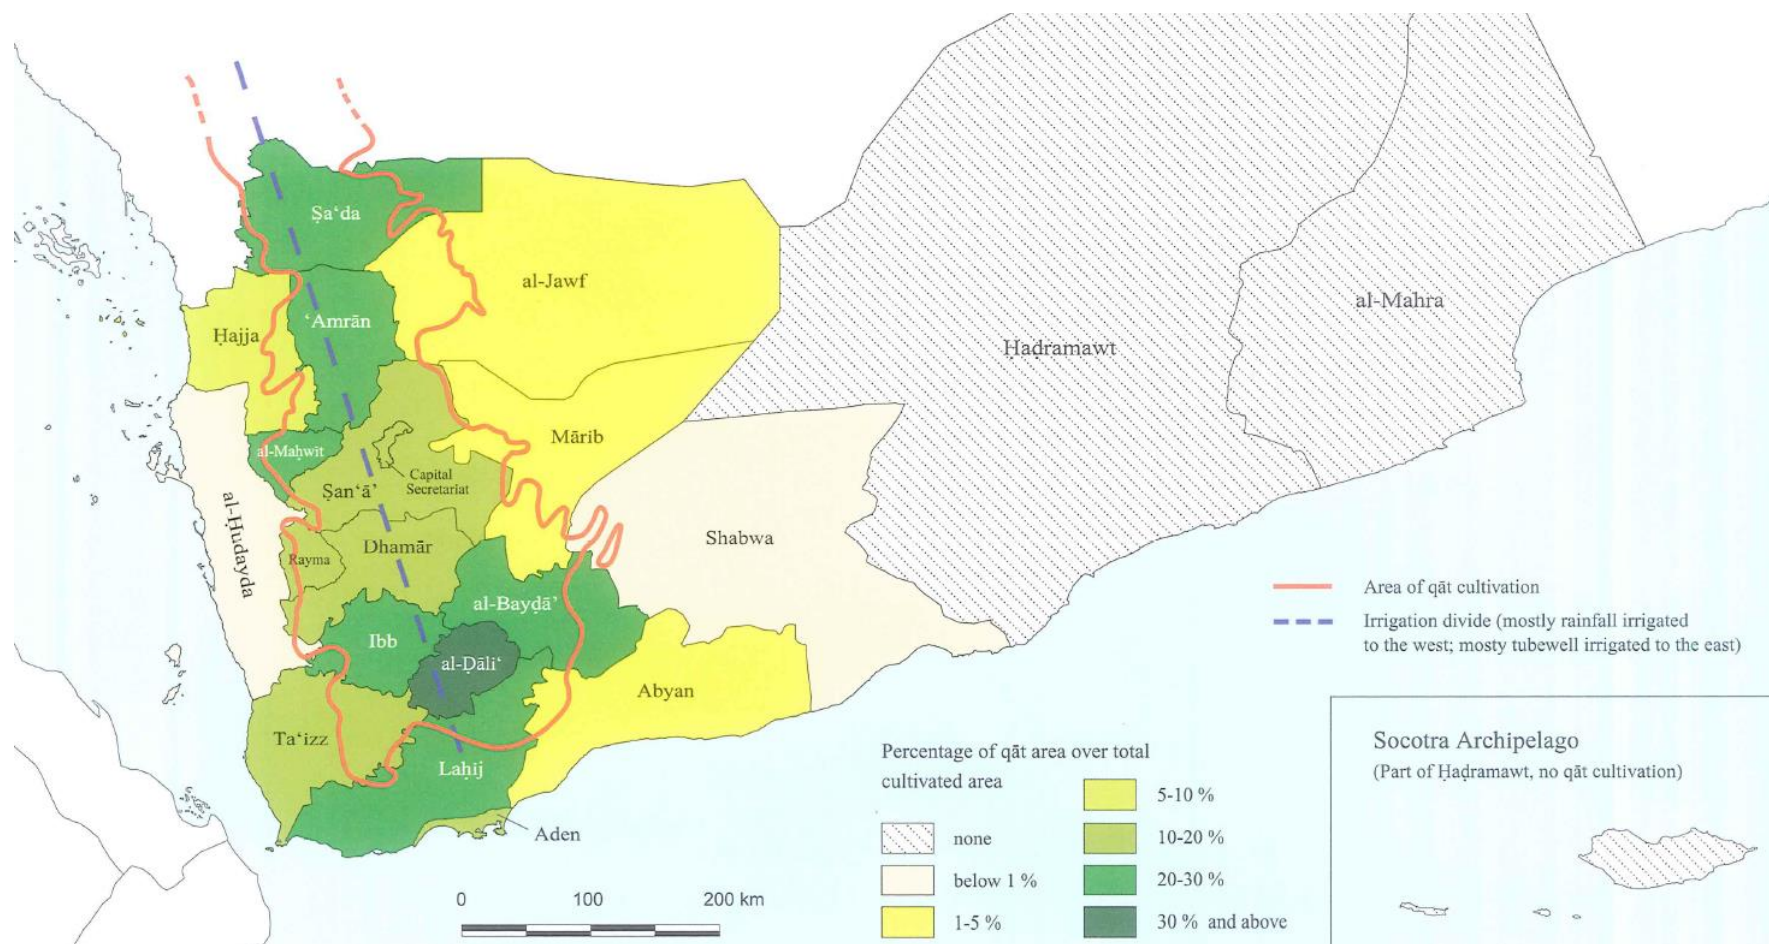 Ṣa‘da
al-Jawf
‘Amrān
Ḥajja
al-Mahra
Ḥaḍramawt
Mārib
al-Maḥwīt
Capital
Secretariat
Ṣan‘ā’
al-Ḥudayda
Shabwa
Dhamār
Rayma
al-Bayḍā’
Ibb
al-Ḍāli‘
Abyan
Ta‘izz
Laḥij
Aden
Area of qāt cultivation
Irrigation divide (mostly rainfall irrigated
to the west; mosty tubewell irrigated to the east)
Percentage of qāt area over total
cultivated area
none
below 1 %
1-5 %
5-10 %
10-20 %
20-30 %
30 % and above
0 100 200 km
Socotra Archipelago
(Part of Ḥaḍramawt, no qāt cultivation)